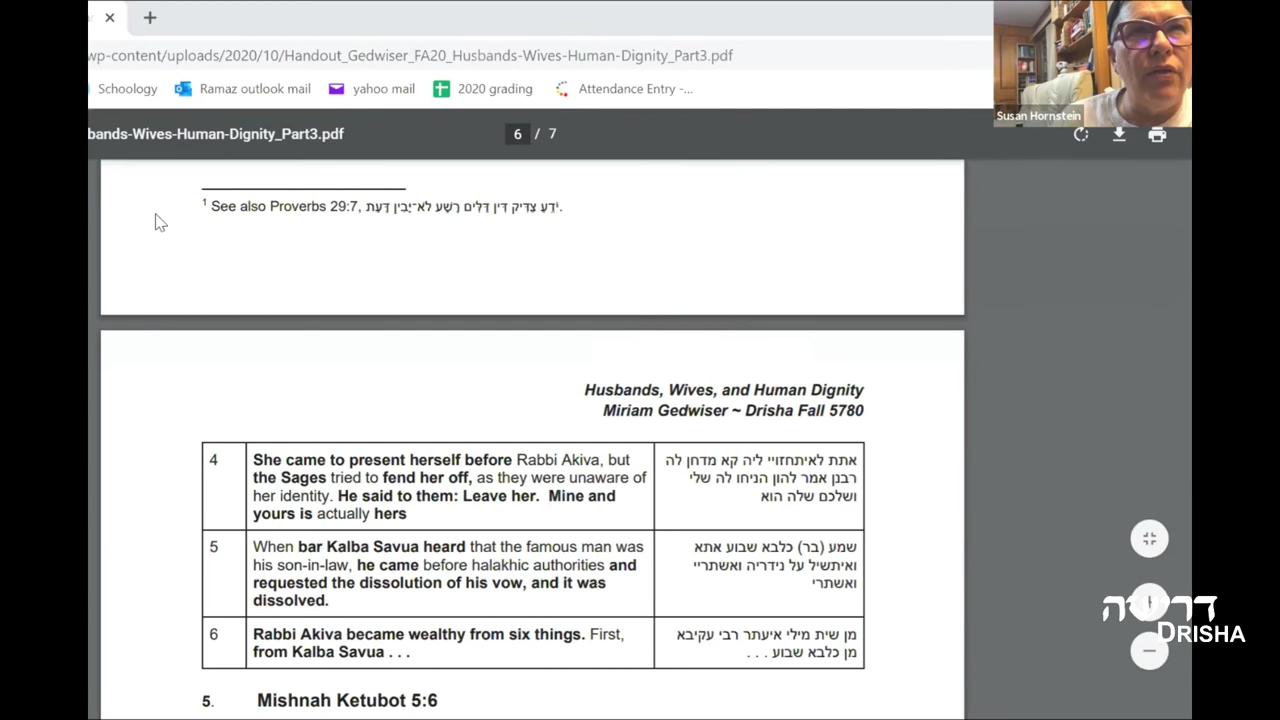 wp-content/uploads/2020/10/Handout_Gedwiser_FA20_Husbands-Wives-Human-Dignity_Part3.pdf
Schoology Ramaz outlook mail yahoo mail 2020 grading Attendance Entry -...
Susan Hornstein
bands-Wives-Human-Dignity_Part3.pdf 6 / 7
1 See also Proverbs 29:7, יֹדֵעַ צַדִּיק דִּין דַּלִּים רָשָׁע לֹא־יָבִין דָּעַת.
Husbands, Wives, and Human Dignity
Miriam Gedwiser ~ Drisha Fall 5780
4
She came to present herself before Rabbi Akiva, but
the Sages tried to fend her off, as they were unaware of
her identity. He said to them: Leave her. Mine and
yours is actually hers
אתת לאיתחזויי ליה קא מדחן לה
רבנן אמר להון הניחו לה שלי
ושלכם שלה הוא
5
When bar Kalba Savua heard that the famous man was
his son-in-law, he came before halakhic authorities and
requested the dissolution of his vow, and it was
dissolved.
שמע (בר) כלבא שבוע אתא
ואיתשיל על נידריה ואשתריי
ואשתרי
6
Rabbi Akiva became wealthy from six things. First,
from Kalba Savua . . .
מן שית מילי איעתר רבי עקיבא
מן כלבא שבוע . . .
5. Mishnah Ketubot 5:6
דרישה
DRISHA